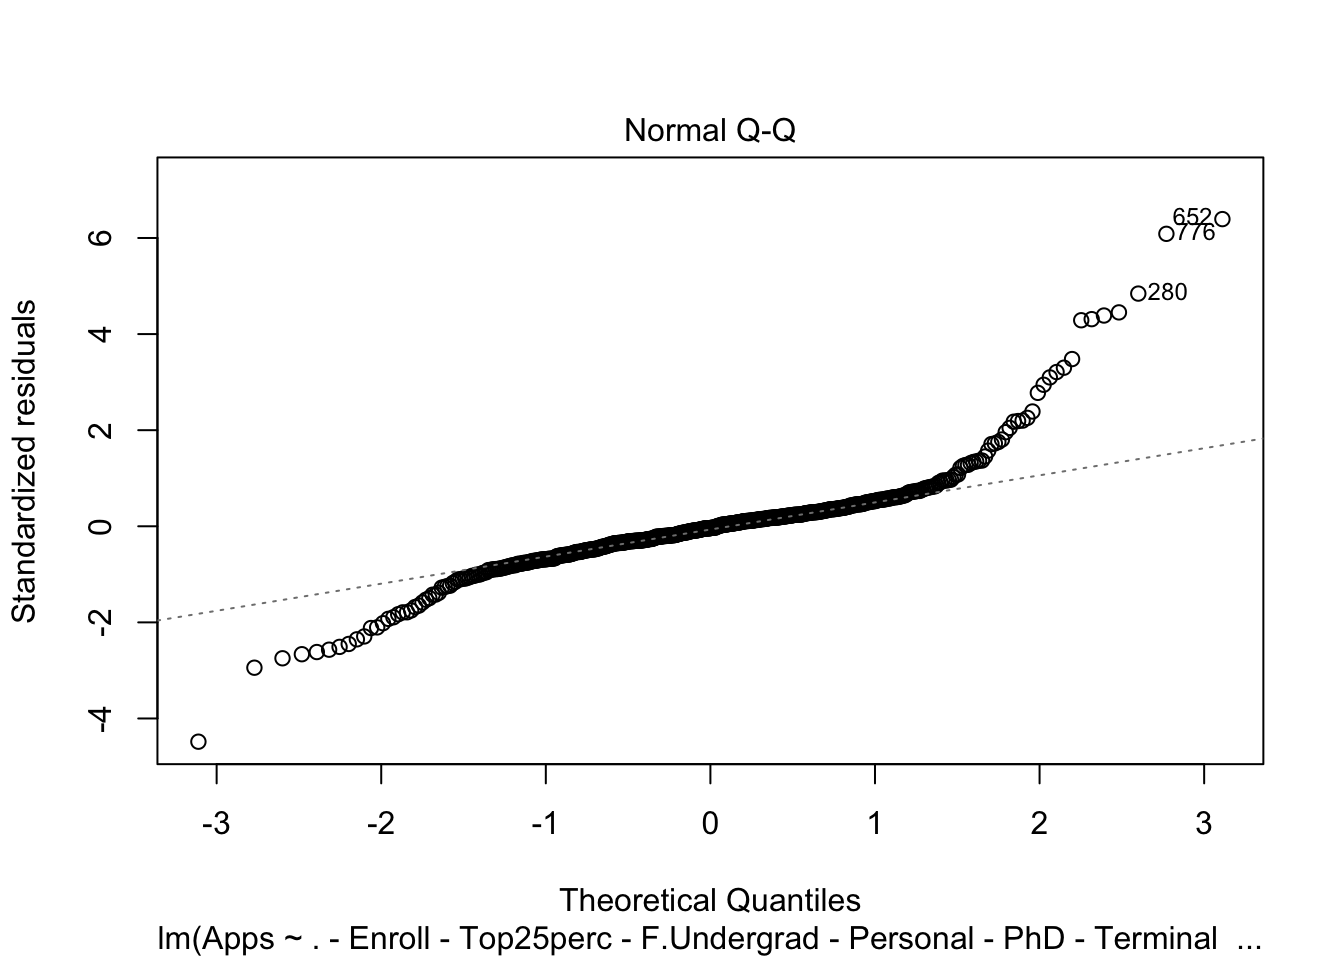 Normal Q-Q
652
776
280
6
4
2
0
-2
-4
Standardized residuals
-3 -2 -1 0 1 2 3
Theoretical Quantiles
lm(Apps ~ . - Enroll - Top25perc - F.Undergrad - Personal - PhD - Terminal ...